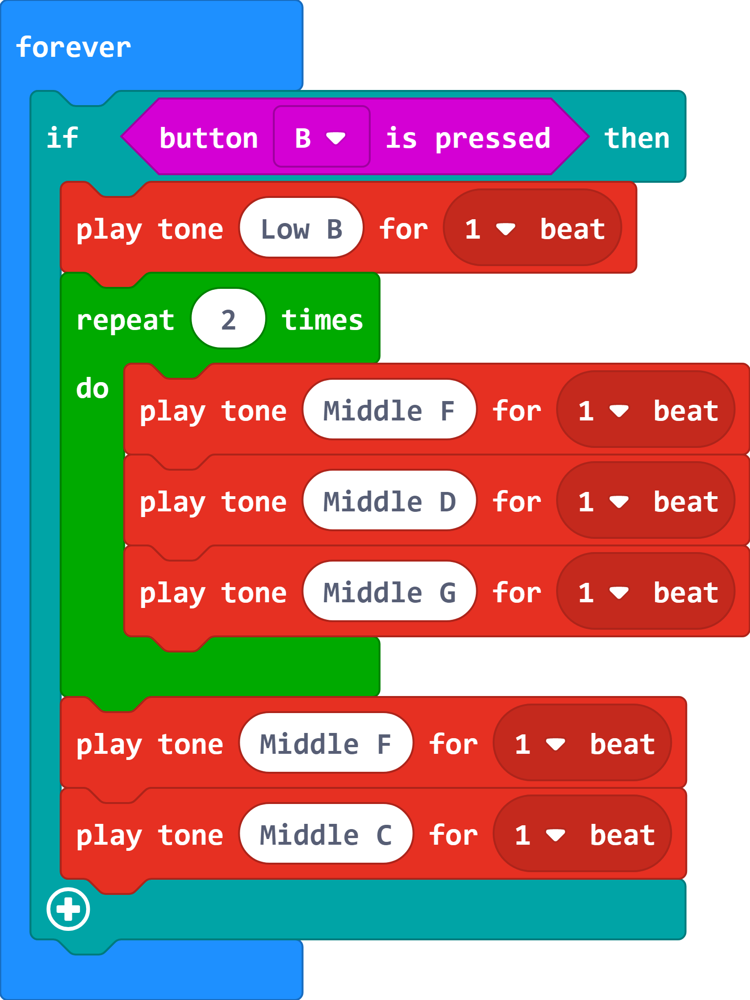 forever
if button B is pressed then
play tone Low B for 1 beat
repeat 2 times
do
play tone Middle F for 1 beat
play tone Middle D for 1 beat
play tone Middle G for 1 beat
play tone Middle F for 1 beat
play tone Middle C for 1 beat